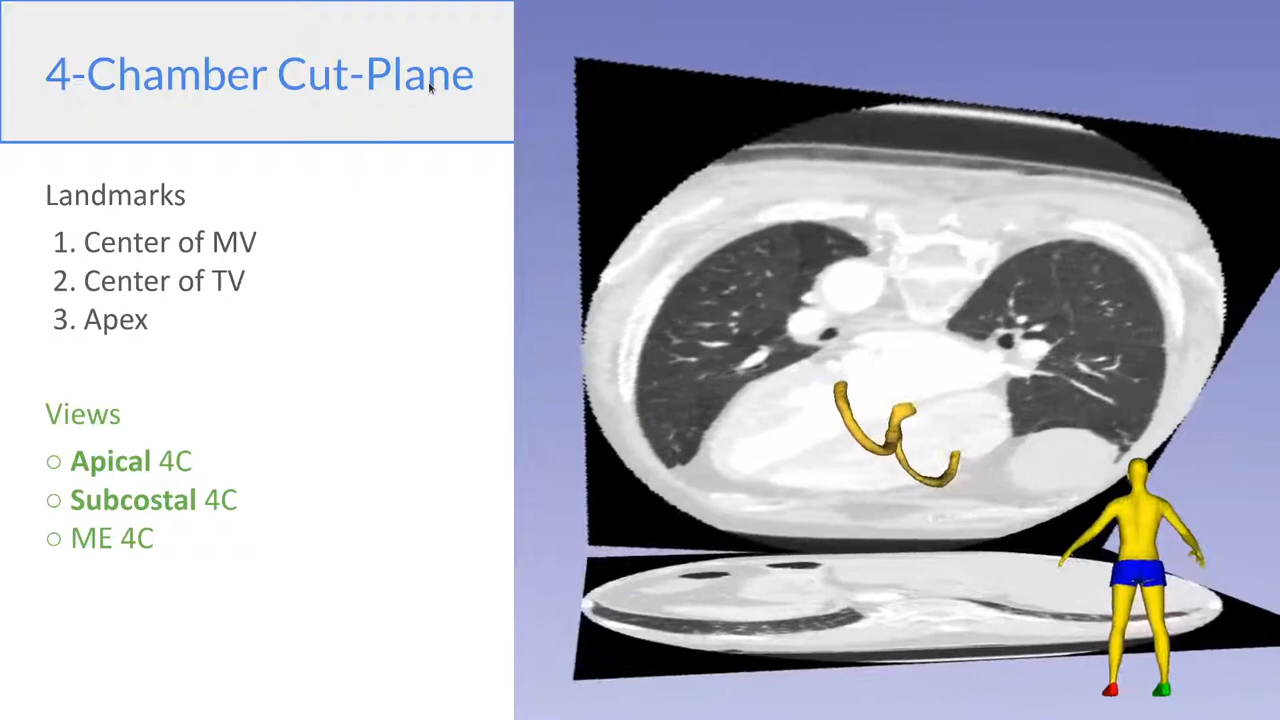 4-Chamber Cut-Plane
Landmarks
1. Center of MV
2. Center of TV
3. Apex
Views
○ Apical 4C
○ Subcostal 4C
○ ME 4C